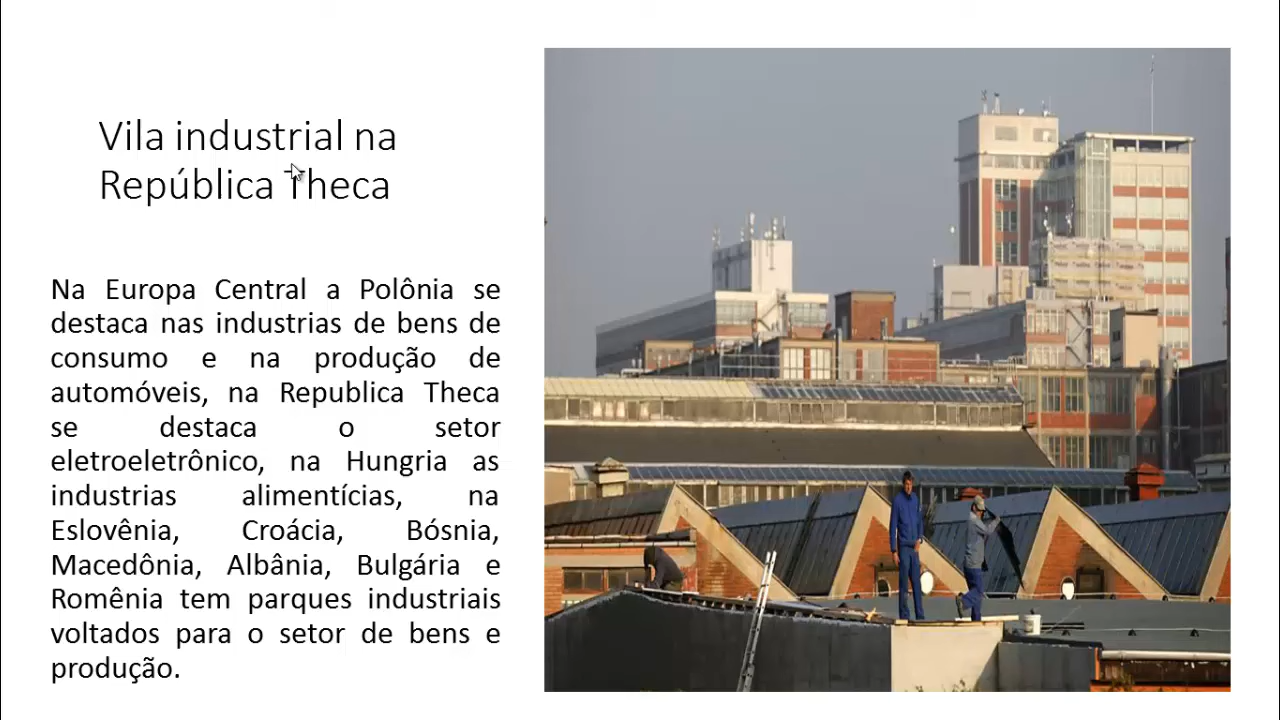 Vila industrial na
República Theca
Na Europa Central a Polônia se
destaca nas industrias de bens de
consumo e na produção de
automóveis, na Republica Theca
se destaca o setor
eletroeletrônico, na Hungria as
industrias alimentícias, na
Eslovênia, Croácia, Bósnia,
Macedônia, Albânia, Bulgária e
Romênia tem parques industriais
voltados para o setor de bens e
produção.